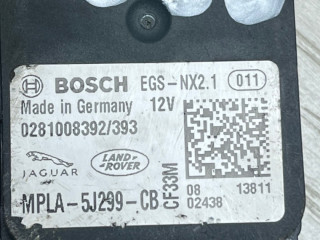 BOSCH EGS-NX2.1 011
Made in Germany 12V
0281008392/393
JAGUAR LAND-ROVER CF33M
MPLA-5J299-CB 08 13811
02438